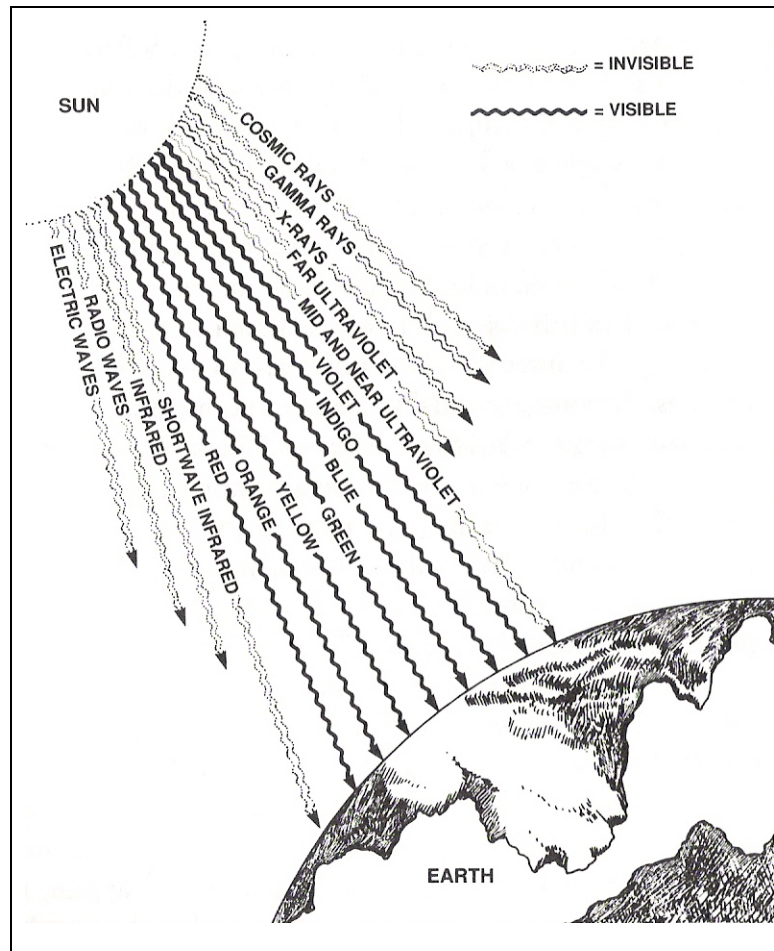 SUN
= INVISIBLE
= VISIBLE
COSMIC RAYS
GAMMA RAYS
X-RAYS
FAR ULTRAVIOLET
MID AND NEAR ULTRAVIOLET
VIOLET
INDIGO
BLUE
GREEN
YELLOW
ORANGE
RED
SHORTWAVE INFRARED
INFRARED
RADIO WAVES
ELECTRIC WAVES
EARTH